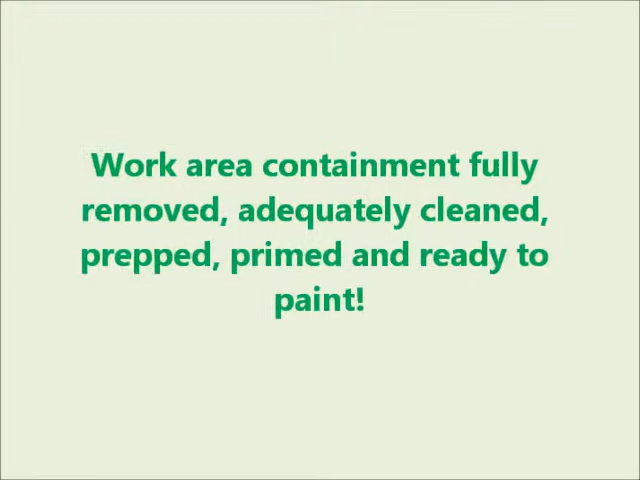 Work area containment fully
removed, adequately cleaned,
prepped, primed and ready to
paint!